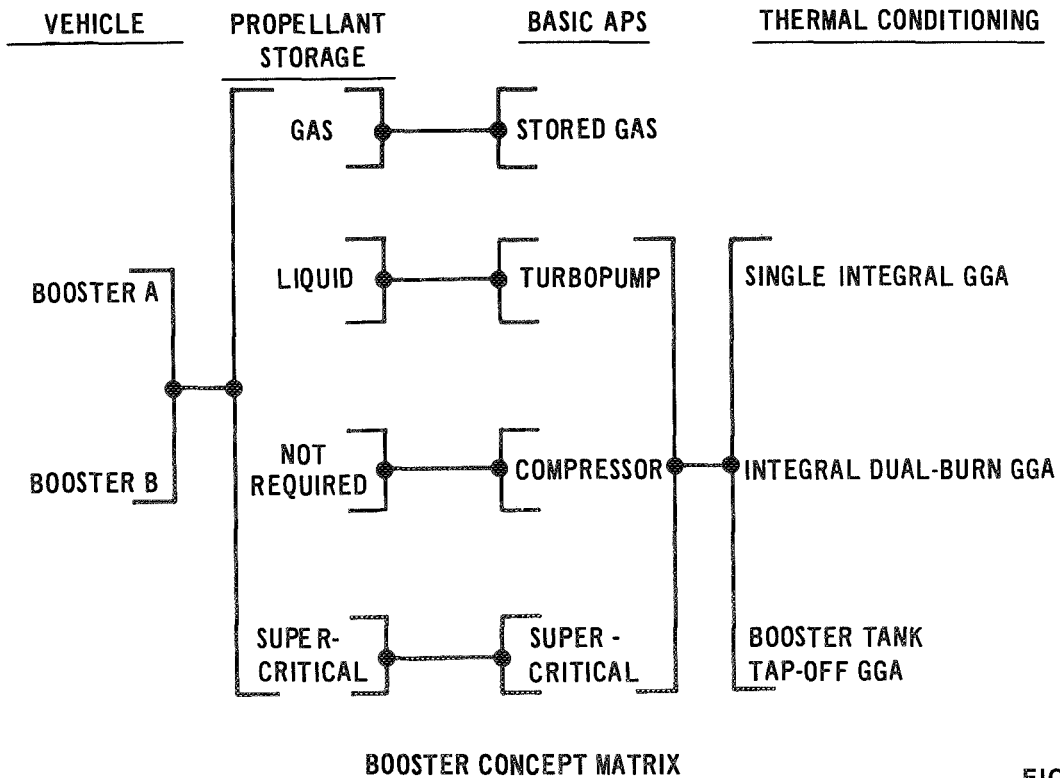 VEHICLE PROPELLANT STORAGE BASIC APS THERMAL CONDITIONING
GAS STORED GAS
BOOSTER A LIQUID TURBOPUMP SINGLE INTEGRAL GGA
BOOSTER B NOT REQUIRED COMPRESSOR INTEGRAL DUAL-BURN GGA
SUPER-CRITICAL SUPER-CRITICAL BOOSTER TANK TAP-OFF GGA
BOOSTER CONCEPT MATRIX